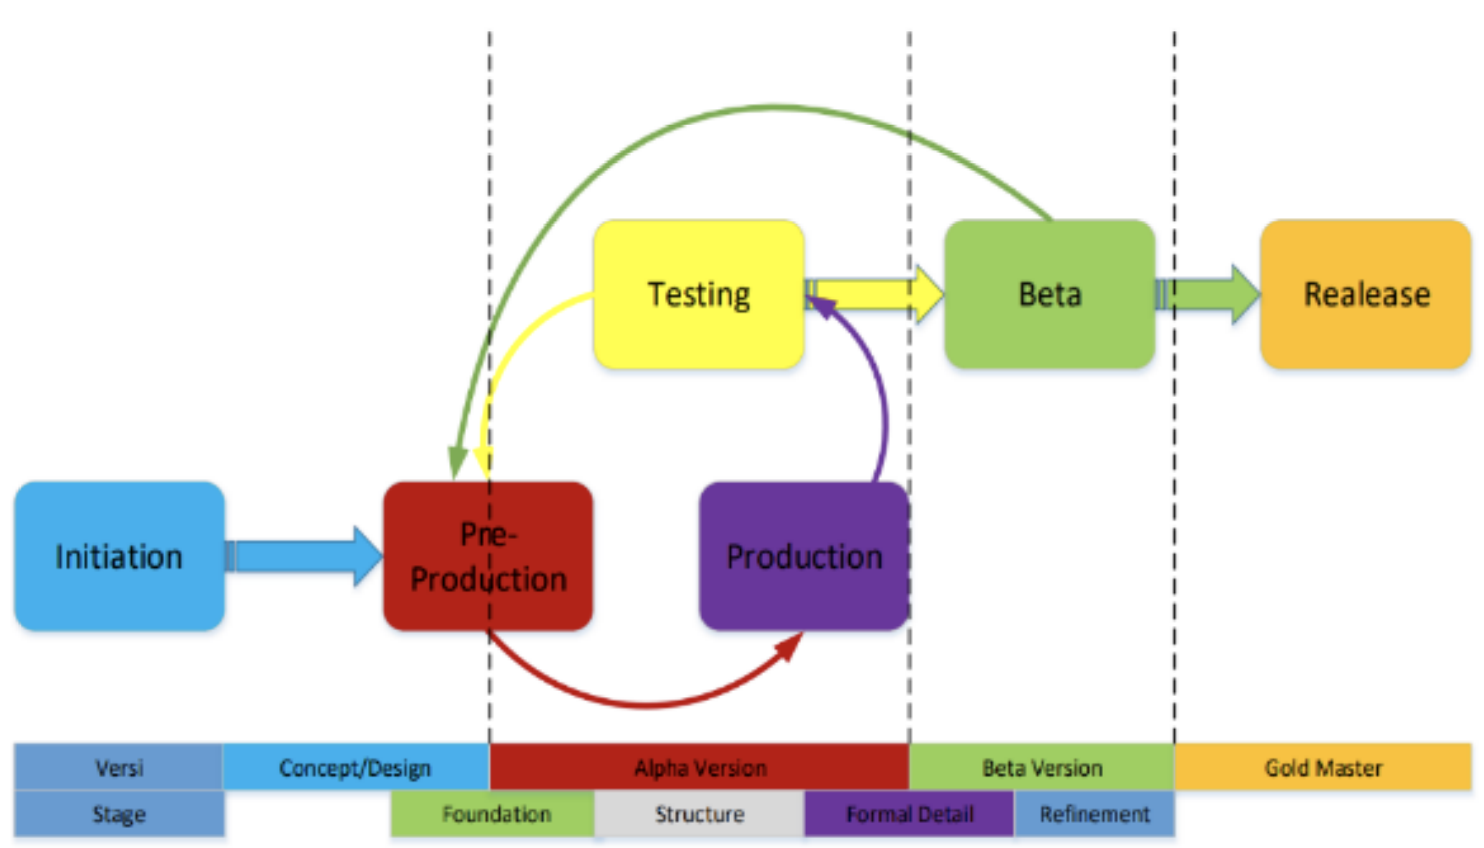 Testing
Beta
Realease
Initiation
Pre-
Production
Production
Versi
Concept/Design
Alpha Version
Beta Version
Gold Master
Stage
Foundation
Structure
Formal Detail
Refinement